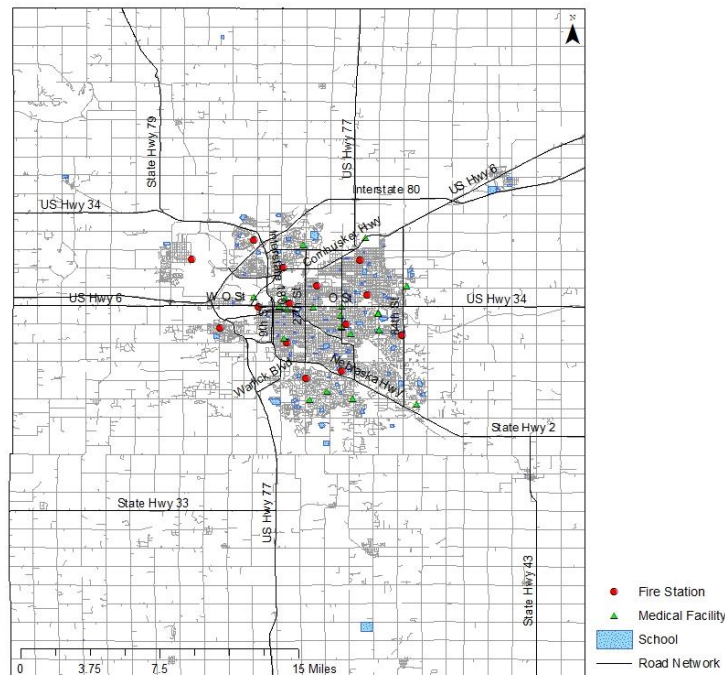 N
State Hwy 79
US Hwy 77
US Hwy 6
Interstate 80
US Hwy 34
Cornhusker Hwy
Interstate 180
US Hwy 6
W O St
O St
US Hwy 34
9th St
27th St
84th St
Warlick Blvd
Nebraska Hwy
State Hwy 2
State Hwy 33
US Hwy 77
State Hwy 43
Fire Station
Medical Facility
School
Road Network
0 3.75 7.5 15 Miles